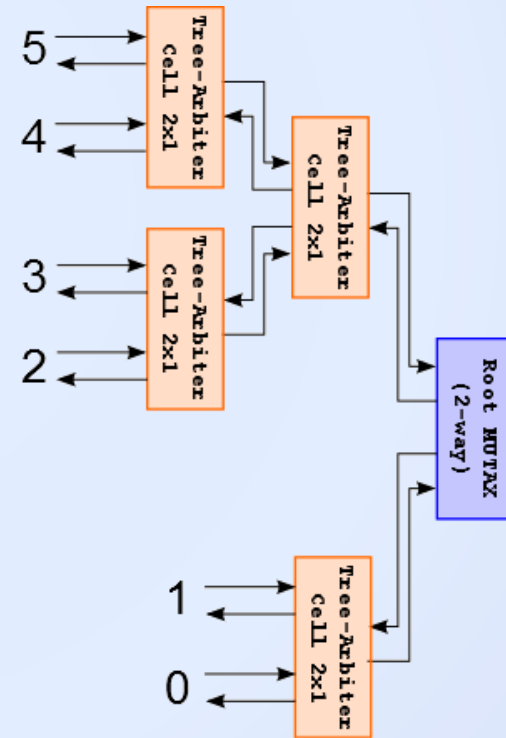 5
4
Tree-Arbiter
Cell 2x1
Tree-Arbiter
Cell 2x1
3
2
Tree-Arbiter
Cell 2x1
Root MUTAX
(2-way)
1
0
Tree-Arbiter
Cell 2x1